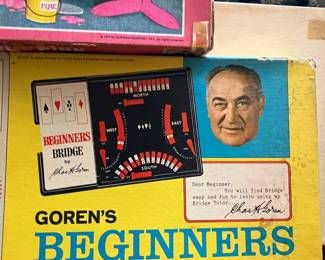 PINK
NORTH
WEST
EAST
SOUTH
BEGINNERS
BRIDGE
by
Chas H. Goren
Dear Beginner,
You will find Bridge
easy and fun to learn using my
Bridge Tutor.
Chas H. Goren
GOREN'S
BEGINNERS